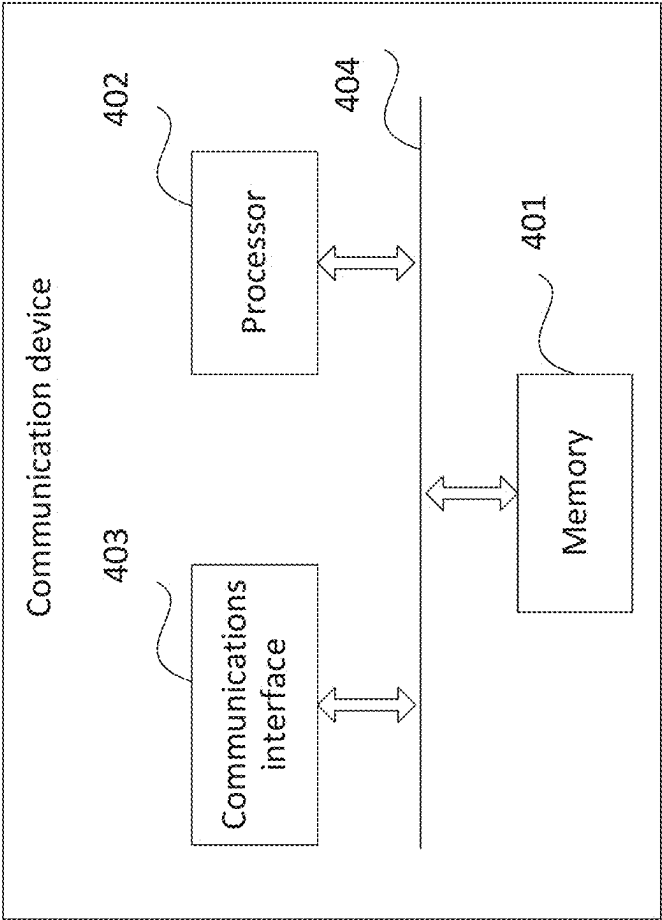 Communication device
403
402
Communications
interface
Processor
404
401
Memory